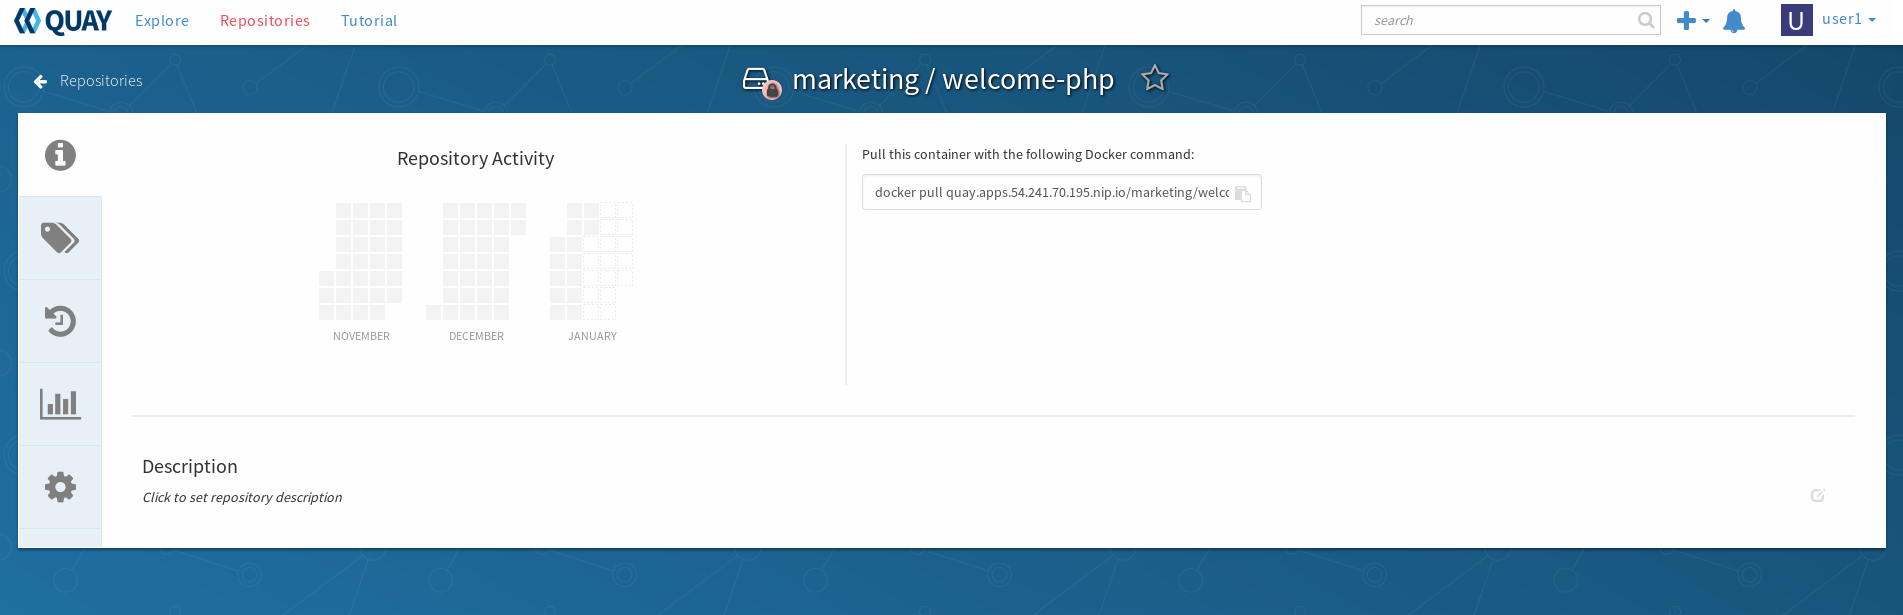 QUAY Explore Repositories Tutorial search U user1
Repositories marketing / welcome-php
Repository Activity
NOVEMBER DECEMBER JANUARY
Pull this container with the following Docker command:
docker pull quay.apps.54.241.70.195.nip.io/marketing/welcc
Description
Click to set repository description